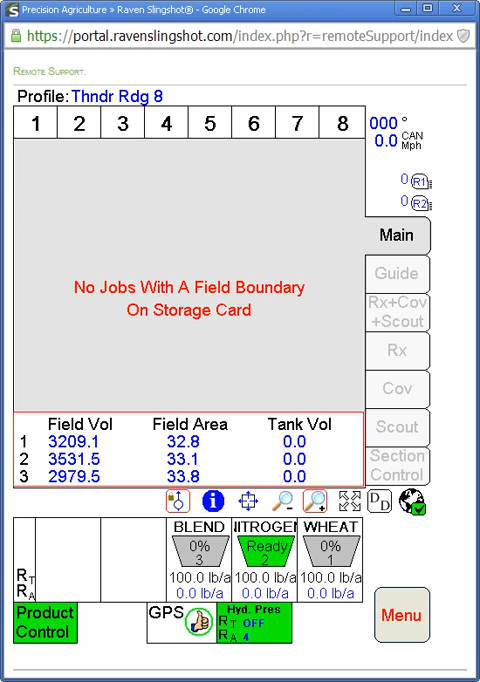 Precision Agriculture » Raven Slingshot® - Google Chrome
https://portal.ravenslingshot.com/index.php?r=remoteSupport/index
Remote Support.
Profile: Thndr Rdg 8
1 2 3 4 5 6 7 8
000 °
0.0 CAN Mph
0 R1
0 R2
Main
Guide
Rx+Cov
+Scout
Rx
Cov
Scout
Section
Control
No Jobs With A Field Boundary
On Storage Card
Field Vol Field Area Tank Vol
1 3209.1 32.8 0.0
2 3531.5 33.1 0.0
3 2979.5 33.8 0.0
DD
BLEND NITROGEN WHEAT
0% Ready 0%
3 2 1
RT 100.0 lb/a 100.0 lb/a 100.0 lb/a
RA 0.0 lb/a 0.0 lb/a 0.0 lb/a
Product
Control
GPS
Hyd. Pres
RT OFF
RA 4
Menu